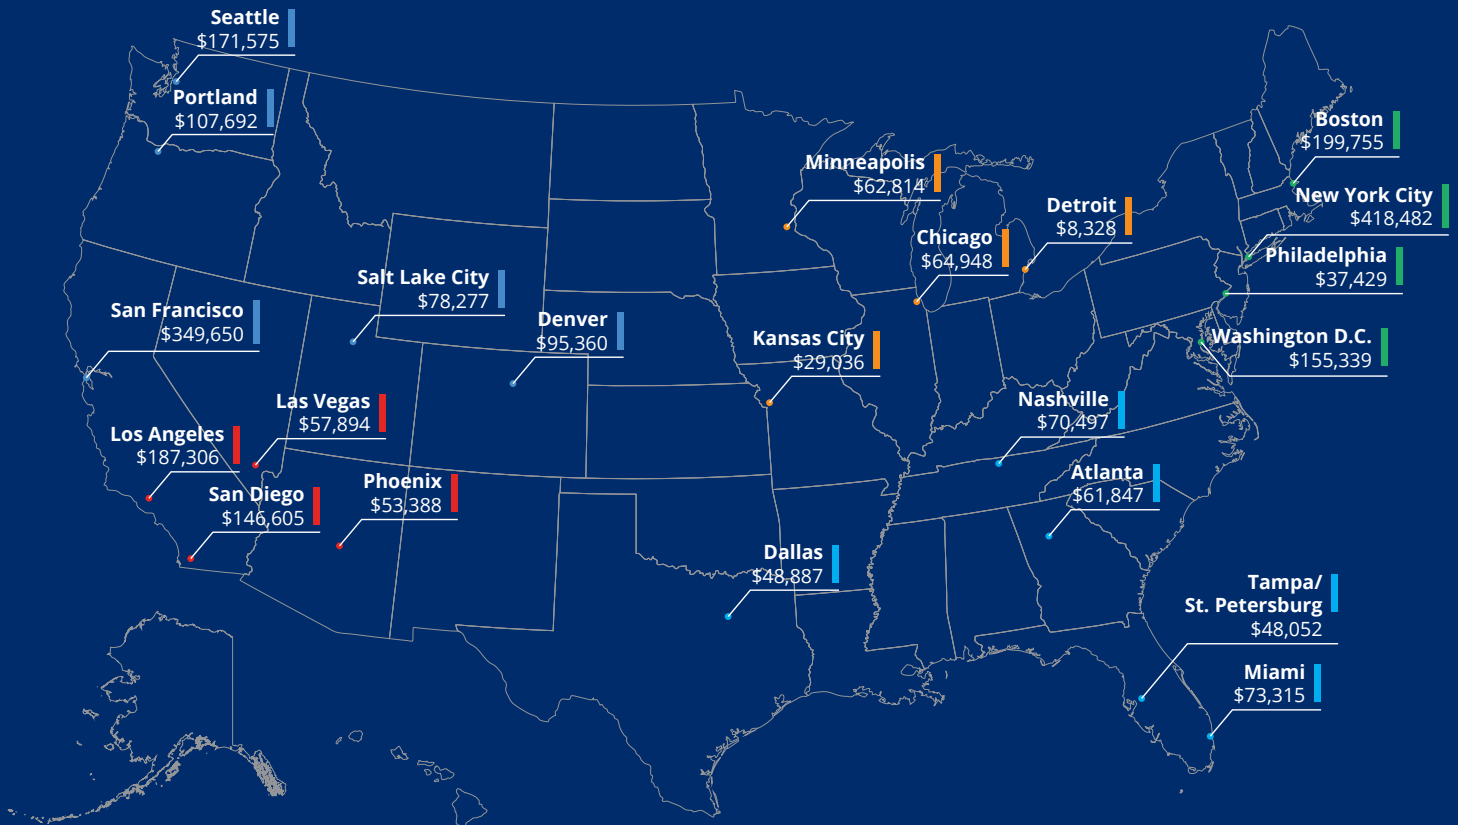 Seattle
$171,575
Portland
$107,692
Boston
$199,755
Minneapolis
$62,814
New York City
$418,482
Detroit
$8,328
Chicago
$64,948
Philadelphia
$37,429
Salt Lake City
$78,277
San Francisco
$349,650
Denver
$95,360
Kansas City
$29,036
Washington D.C.
$155,339
Las Vegas
$57,894
Nashville
$70,497
Los Angeles
$187,306
Phoenix
$53,388
Atlanta
$61,847
San Diego
$146,605
Dallas
$48,887
Tampa/
St. Petersburg
$48,052
Miami
$73,315